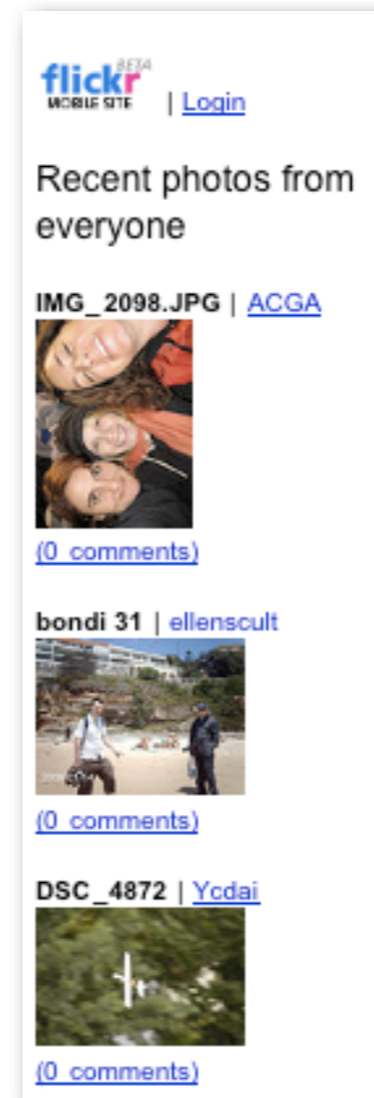 flickr BETA
MOBILE SITE | Login
Recent photos from
everyone
IMG_2098.JPG | ACGA
(0 comments)
bondi 31 | ellenscult
(0 comments)
DSC_4872 | Ycdai
(0 comments)